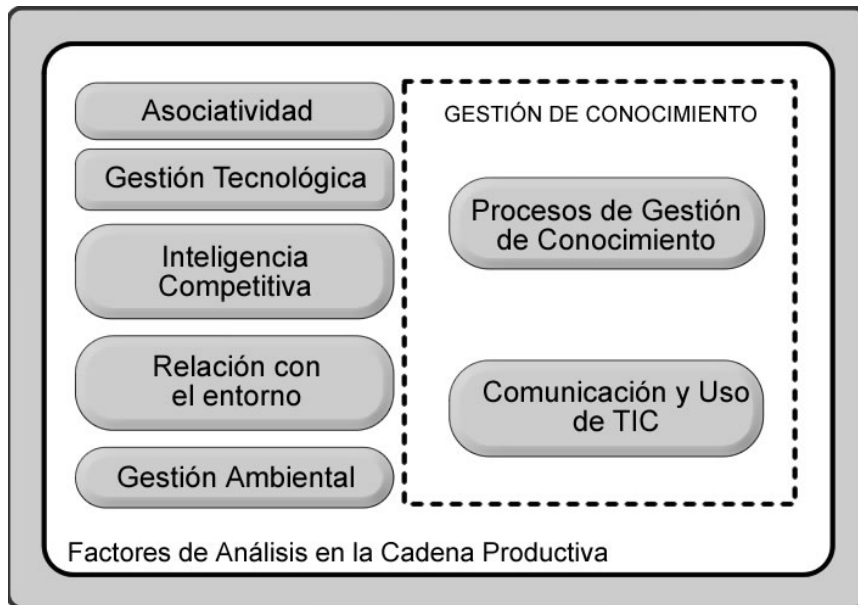 Asociatividad
Gestión Tecnológica
Inteligencia
Competitiva
Relación con
el entorno
Gestión Ambiental
GESTIÓN DE CONOCIMIENTO
Procesos de Gestión
de Conocimiento
Comunicación y Uso
de TIC
Factores de Análisis en la Cadena Productiva